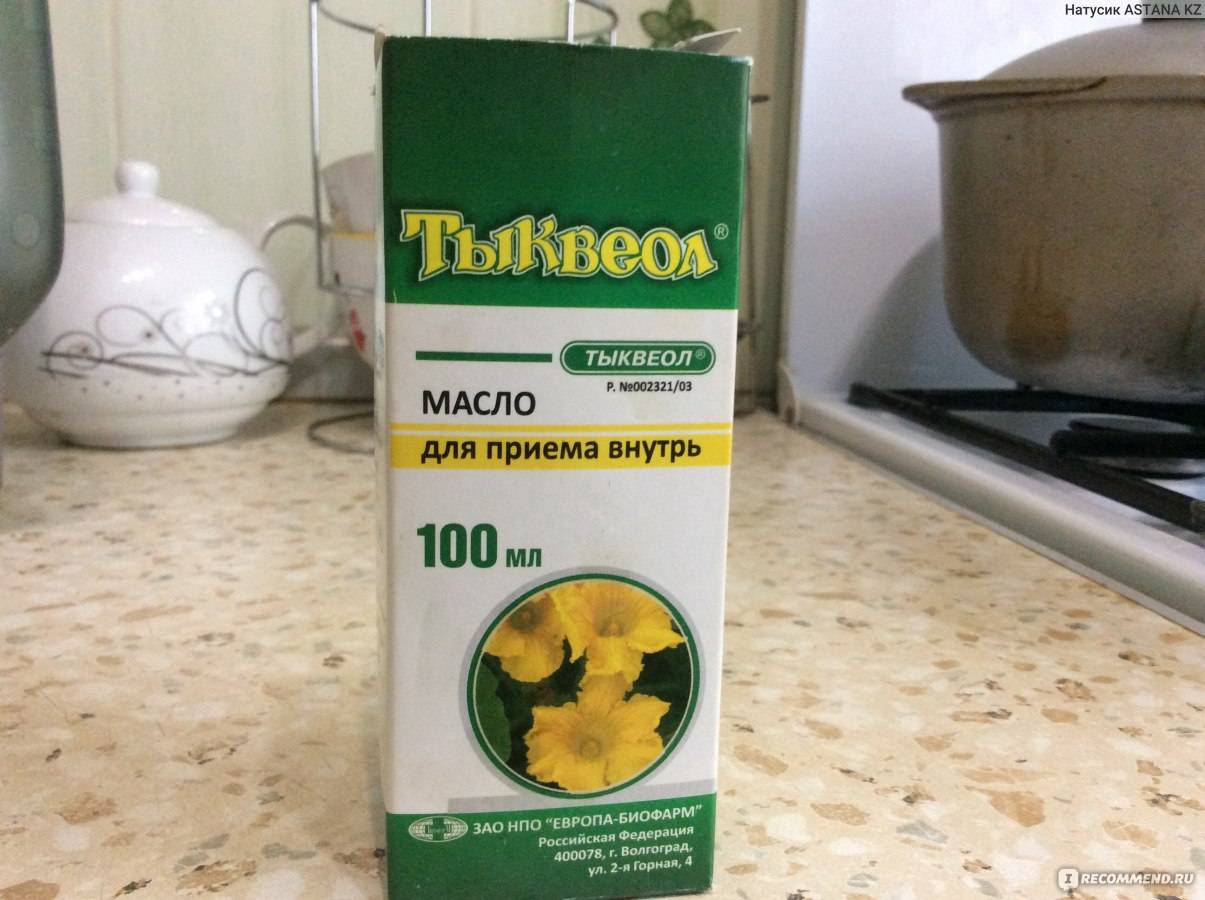 Натусик ASTANA KZ
Тыквеол®
ТЫКВЕОЛ®
Р. №002321/03
МАСЛО
для приема внутрь
100 мл
ЗАО НПО "ЕВРОПА-БИОФАРМ"
Российская Федерация
400078, г. Волгоград,
ул. 2-я Горная, 4
IRECOMMEND.RU